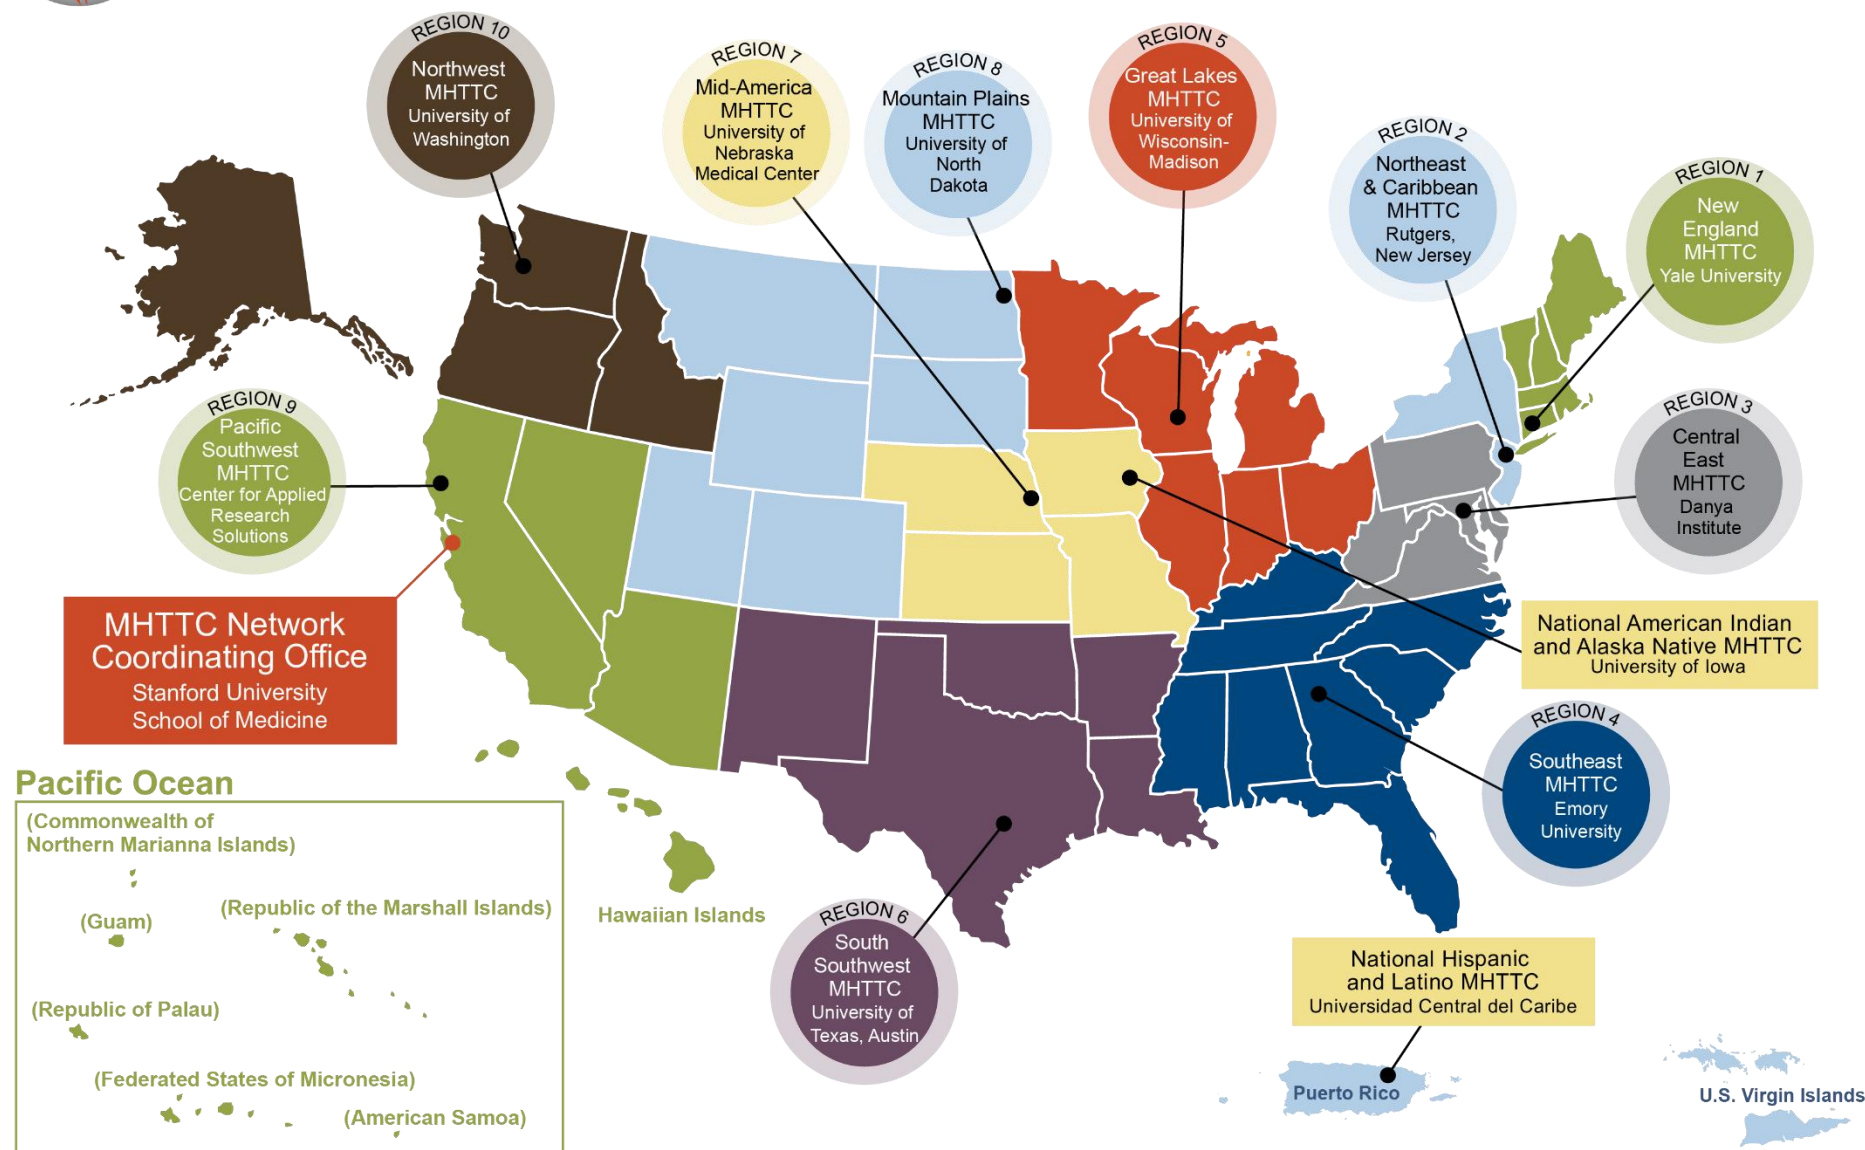 REGION 10
Northwest
MHTTC
University of
Washington
REGION 7
Mid-America
MHTTC
University of
Nebraska
Medical Center
REGION 8
Mountain Plains
MHTTC
University of
North
Dakota
REGION 5
Great Lakes
MHTTC
University of
Wisconsin-
Madison
REGION 2
Northeast
& Caribbean
MHTTC
Rutgers,
New Jersey
REGION 1
New
England
MHTTC
Yale University
REGION 9
Pacific
Southwest
MHTTC
Center for Applied
Research
Solutions
REGION 3
Central
East
MHTTC
Danya
Institute
MHTTC Network
Coordinating Office
Stanford University
School of Medicine
National American Indian
and Alaska Native MHTTC
University of Iowa
REGION 4
Southeast
MHTTC
Emory
University
Pacific Ocean
(Commonwealth of
Northern Marianna Islands)
(Guam)
(Republic of the Marshall Islands)
(Republic of Palau)
(Federated States of Micronesia)
(American Samoa)
Hawaiian Islands
REGION 6
South
Southwest
MHTTC
University of
Texas, Austin
National Hispanic
and Latino MHTTC
Universidad Central del Caribe
Puerto Rico
U.S. Virgin Islands